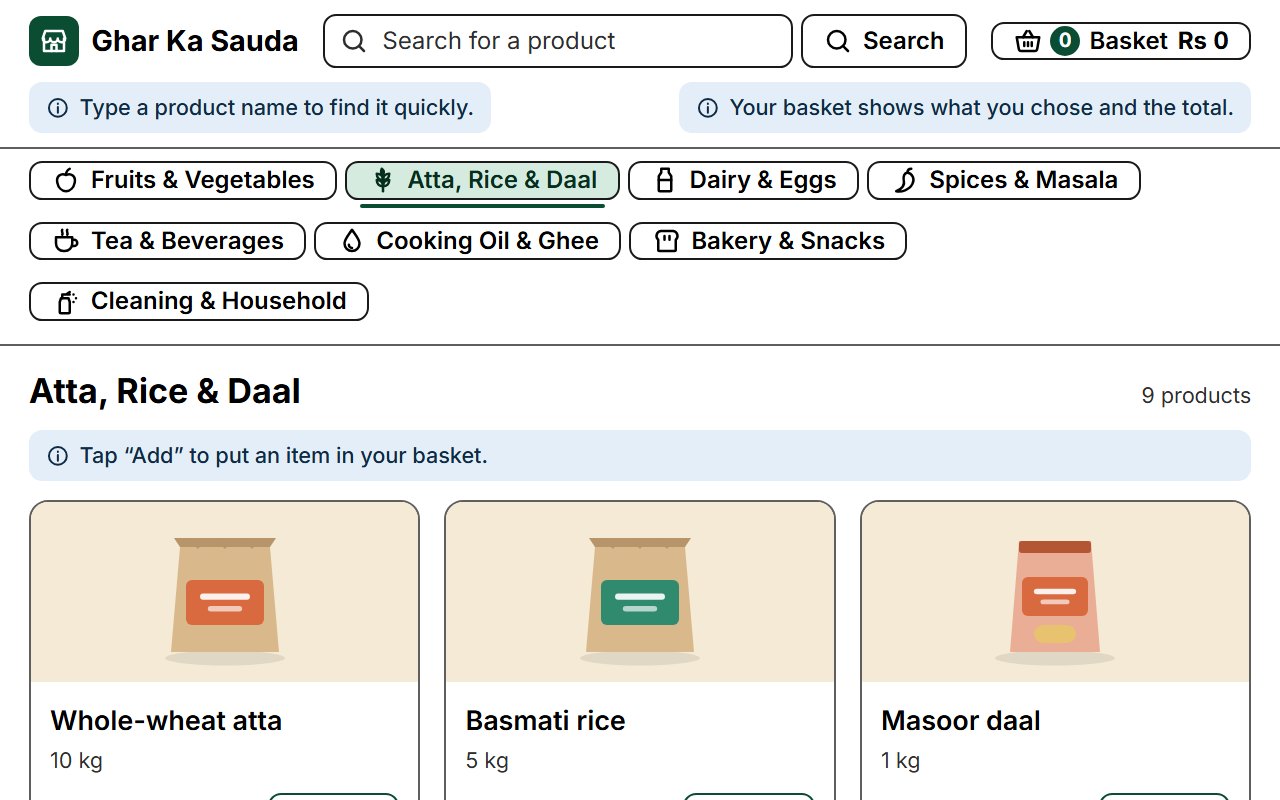 Ghar Ka Sauda
Search for a product
Search
0 Basket Rs 0
Type a product name to find it quickly.
Your basket shows what you chose and the total.
Fruits & Vegetables
Atta, Rice & Daal
Dairy & Eggs
Spices & Masala
Tea & Beverages
Cooking Oil & Ghee
Bakery & Snacks
Cleaning & Household
Atta, Rice & Daal
9 products
Tap “Add” to put an item in your basket.
Whole-wheat atta
10 kg
Basmati rice
5 kg
Masoor daal
1 kg